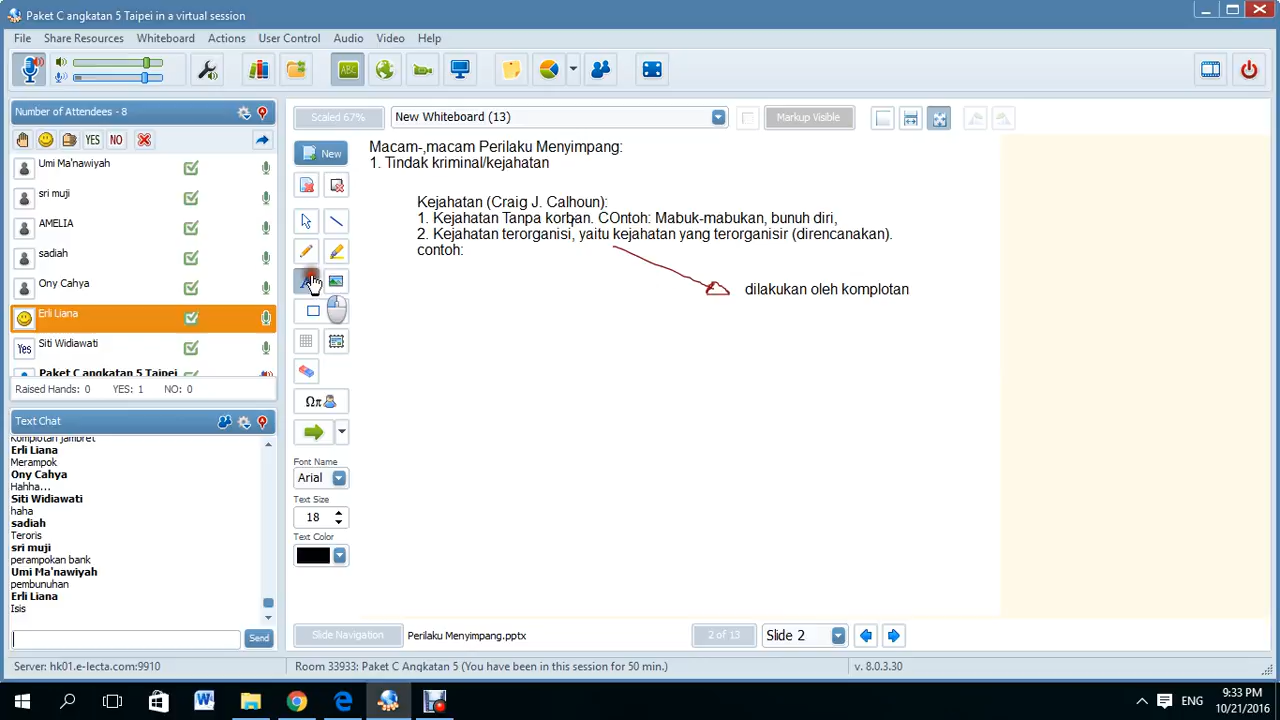 Paket C angkatan 5 Taipei in a virtual session
File Share Resources Whiteboard Actions User Control Audio Video Help
ABC
Number of Attendees - 8
YES NO
Umi Ma'nawiyah
sri muji
AMELIA
sadiah
Ony Cahya
Erli Liana
Yes Siti Widiawati
Paket C angkatan 5 Taipei
Raised Hands: 0 YES: 1 NO: 0
Text Chat
Komplotan jambret
Erli Liana
Merampok
Ony Cahya
Hahha...
Siti Widiawati
haha
sadiah
Teroris
sri muji
perampokan bank
Umi Ma'nawiyah
pembunuhan
Erli Liana
Isis
Send
Scaled 67% New Whiteboard (13) Markup Visible
New
Ωπ
Font Name
Arial
Text Size
18
Text Color
Macam-,macam Perilaku Menyimpang:
1. Tindak kriminal/kejahatan
Kejahatan (Craig J. Calhoun):
1. Kejahatan Tanpa korban. COntoh: Mabuk-mabukan, bunuh diri,
2. Kejahatan terorganisi, yaitu kejahatan yang terorganisir (direncanakan).
contoh:
dilakukan oleh komplotan
Slide Navigation Perilaku Menyimpang.pptx 2 of 13 Slide 2
Server: hk01.e-lecta.com:9910 Room 33933: Paket C Angkatan 5 (You have been in this session for 50 min.) v. 8.0.3.30
ENG
9:33 PM
10/21/2016